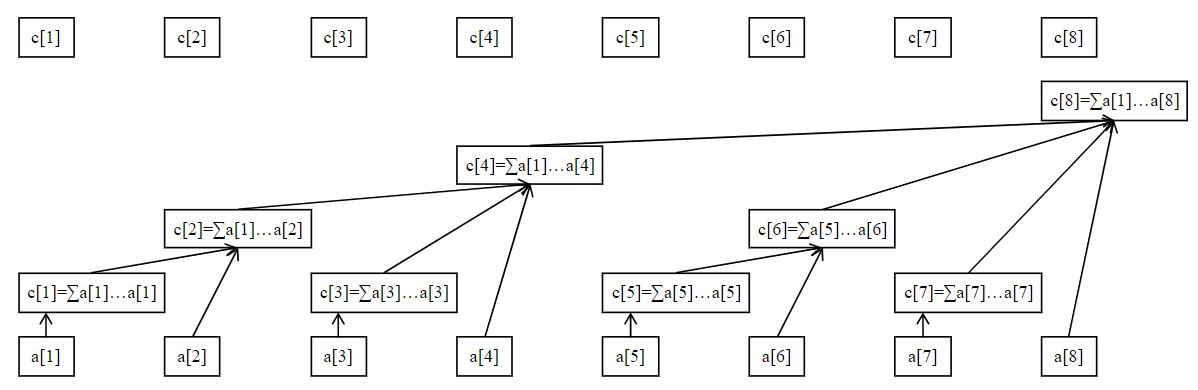 c[1] c[2] c[3] c[4] c[5] c[6] c[7] c[8]
c[8]=∑a[1]…a[8]
c[4]=∑a[1]…a[4]
c[2]=∑a[1]…a[2] c[6]=∑a[5]…a[6]
c[1]=∑a[1]…a[1] c[3]=∑a[3]…a[3] c[5]=∑a[5]…a[5] c[7]=∑a[7]…a[7]
a[1] a[2] a[3] a[4] a[5] a[6] a[7] a[8]